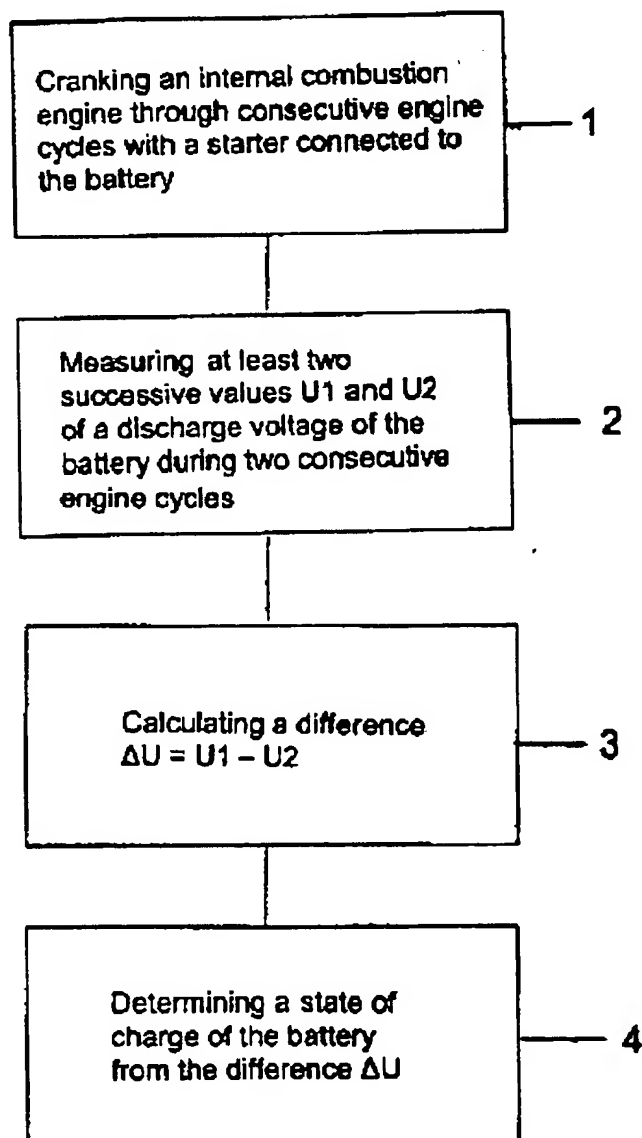 Cranking an internal combustion
engine through consecutive engine
cycles with a starter connected to
the battery
1
Measuring at least two
successive values U1 and U2
of a discharge voltage of the
battery during two consecutive
engine cycles
2
Calculating a difference
ΔU = U1 – U2
3
Determining a state of
charge of the battery
from the difference ΔU
4